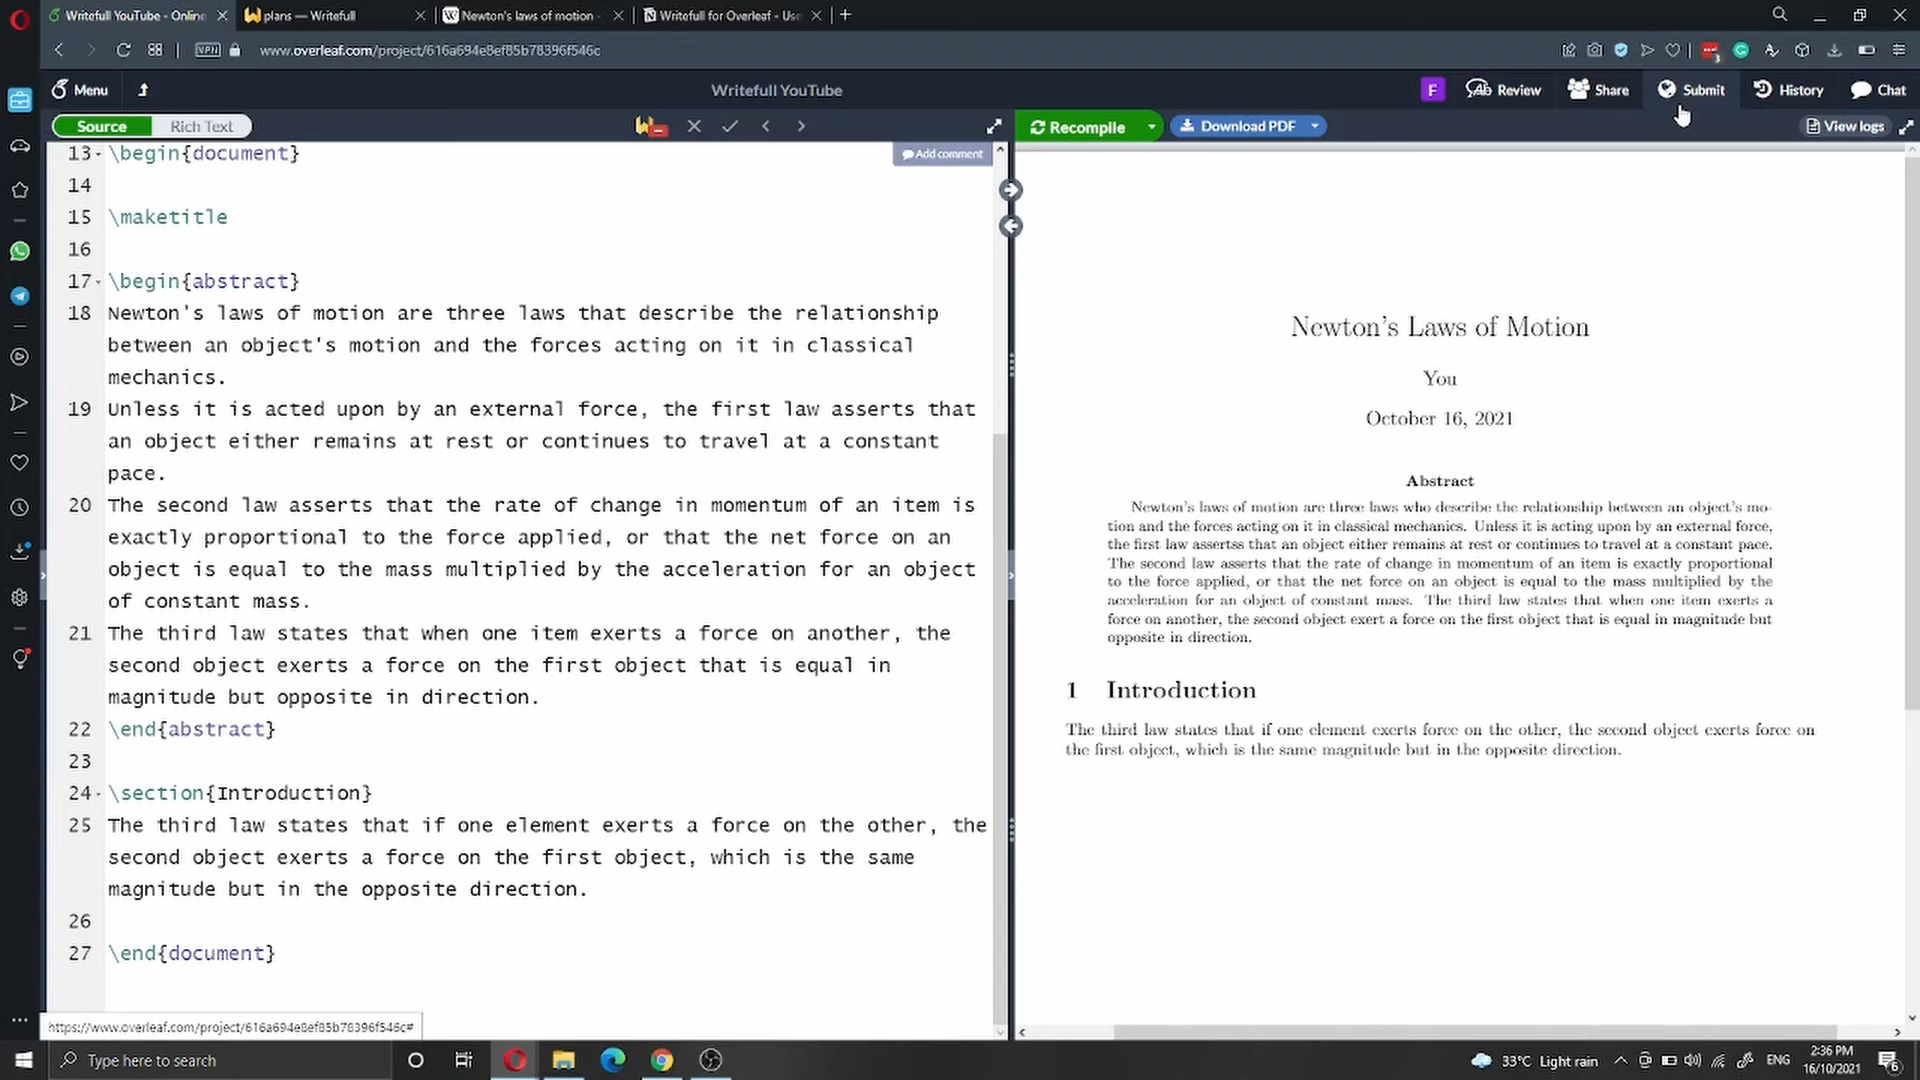 Writefull YouTube - Online
plans — Writefull
Newton's laws of motion -
Writefull for Overleaf - Use
VPN
www.overleaf.com/project/616a694e8ef85b78396f546c
3
Menu
Writefull YouTube
F
Review
Share
Submit
History
Chat
Source
Rich Text
Recompile
Download PDF
View logs
Add comment
13 \begin{document}
14
15 \maketitle
16
17 \begin{abstract}
18 Newton's laws of motion are three laws that describe the relationship
between an object's motion and the forces acting on it in classical
mechanics.
19 Unless it is acted upon by an external force, the first law asserts that
an object either remains at rest or continues to travel at a constant
pace.
20 The second law asserts that the rate of change in momentum of an item is
exactly proportional to the force applied, or that the net force on an
object is equal to the mass multiplied by the acceleration for an object
of constant mass.
21 The third law states that when one item exerts a force on another, the
second object exerts a force on the first object that is equal in
magnitude but opposite in direction.
22 \end{abstract}
23
24 \section{Introduction}
25 The third law states that if one element exerts a force on the other, the
second object exerts a force on the first object, which is the same
magnitude but in the opposite direction.
26
27 \end{document}
Newton's Laws of Motion
You
October 16, 2021
Abstract
Newton's laws of motion are three laws who describe the relationship between an object's mo-
tion and the forces acting on it in classical mechanics. Unless it is acting upon by an external force,
the first law assertss that an object either remains at rest or continues to travel at a constant pace.
The second law asserts that the rate of change in momentum of an item is exactly proportional
to the force applied, or that the net force on an object is equal to the mass multiplied by the
acceleration for an object of constant mass. The third law states that when one item exerts a
force on another, the second object exert a force on the first object that is equal in magnitude but
opposite in direction.
1 Introduction
The third law states that if one element exerts force on the other, the second object exerts force on
the first object, which is the same magnitude but in the opposite direction.
https://www.overleaf.com/project/616a694e8ef85b78396f546c#
Type here to search
33°C Light rain
ENG
2:36 PM
16/10/2021
6